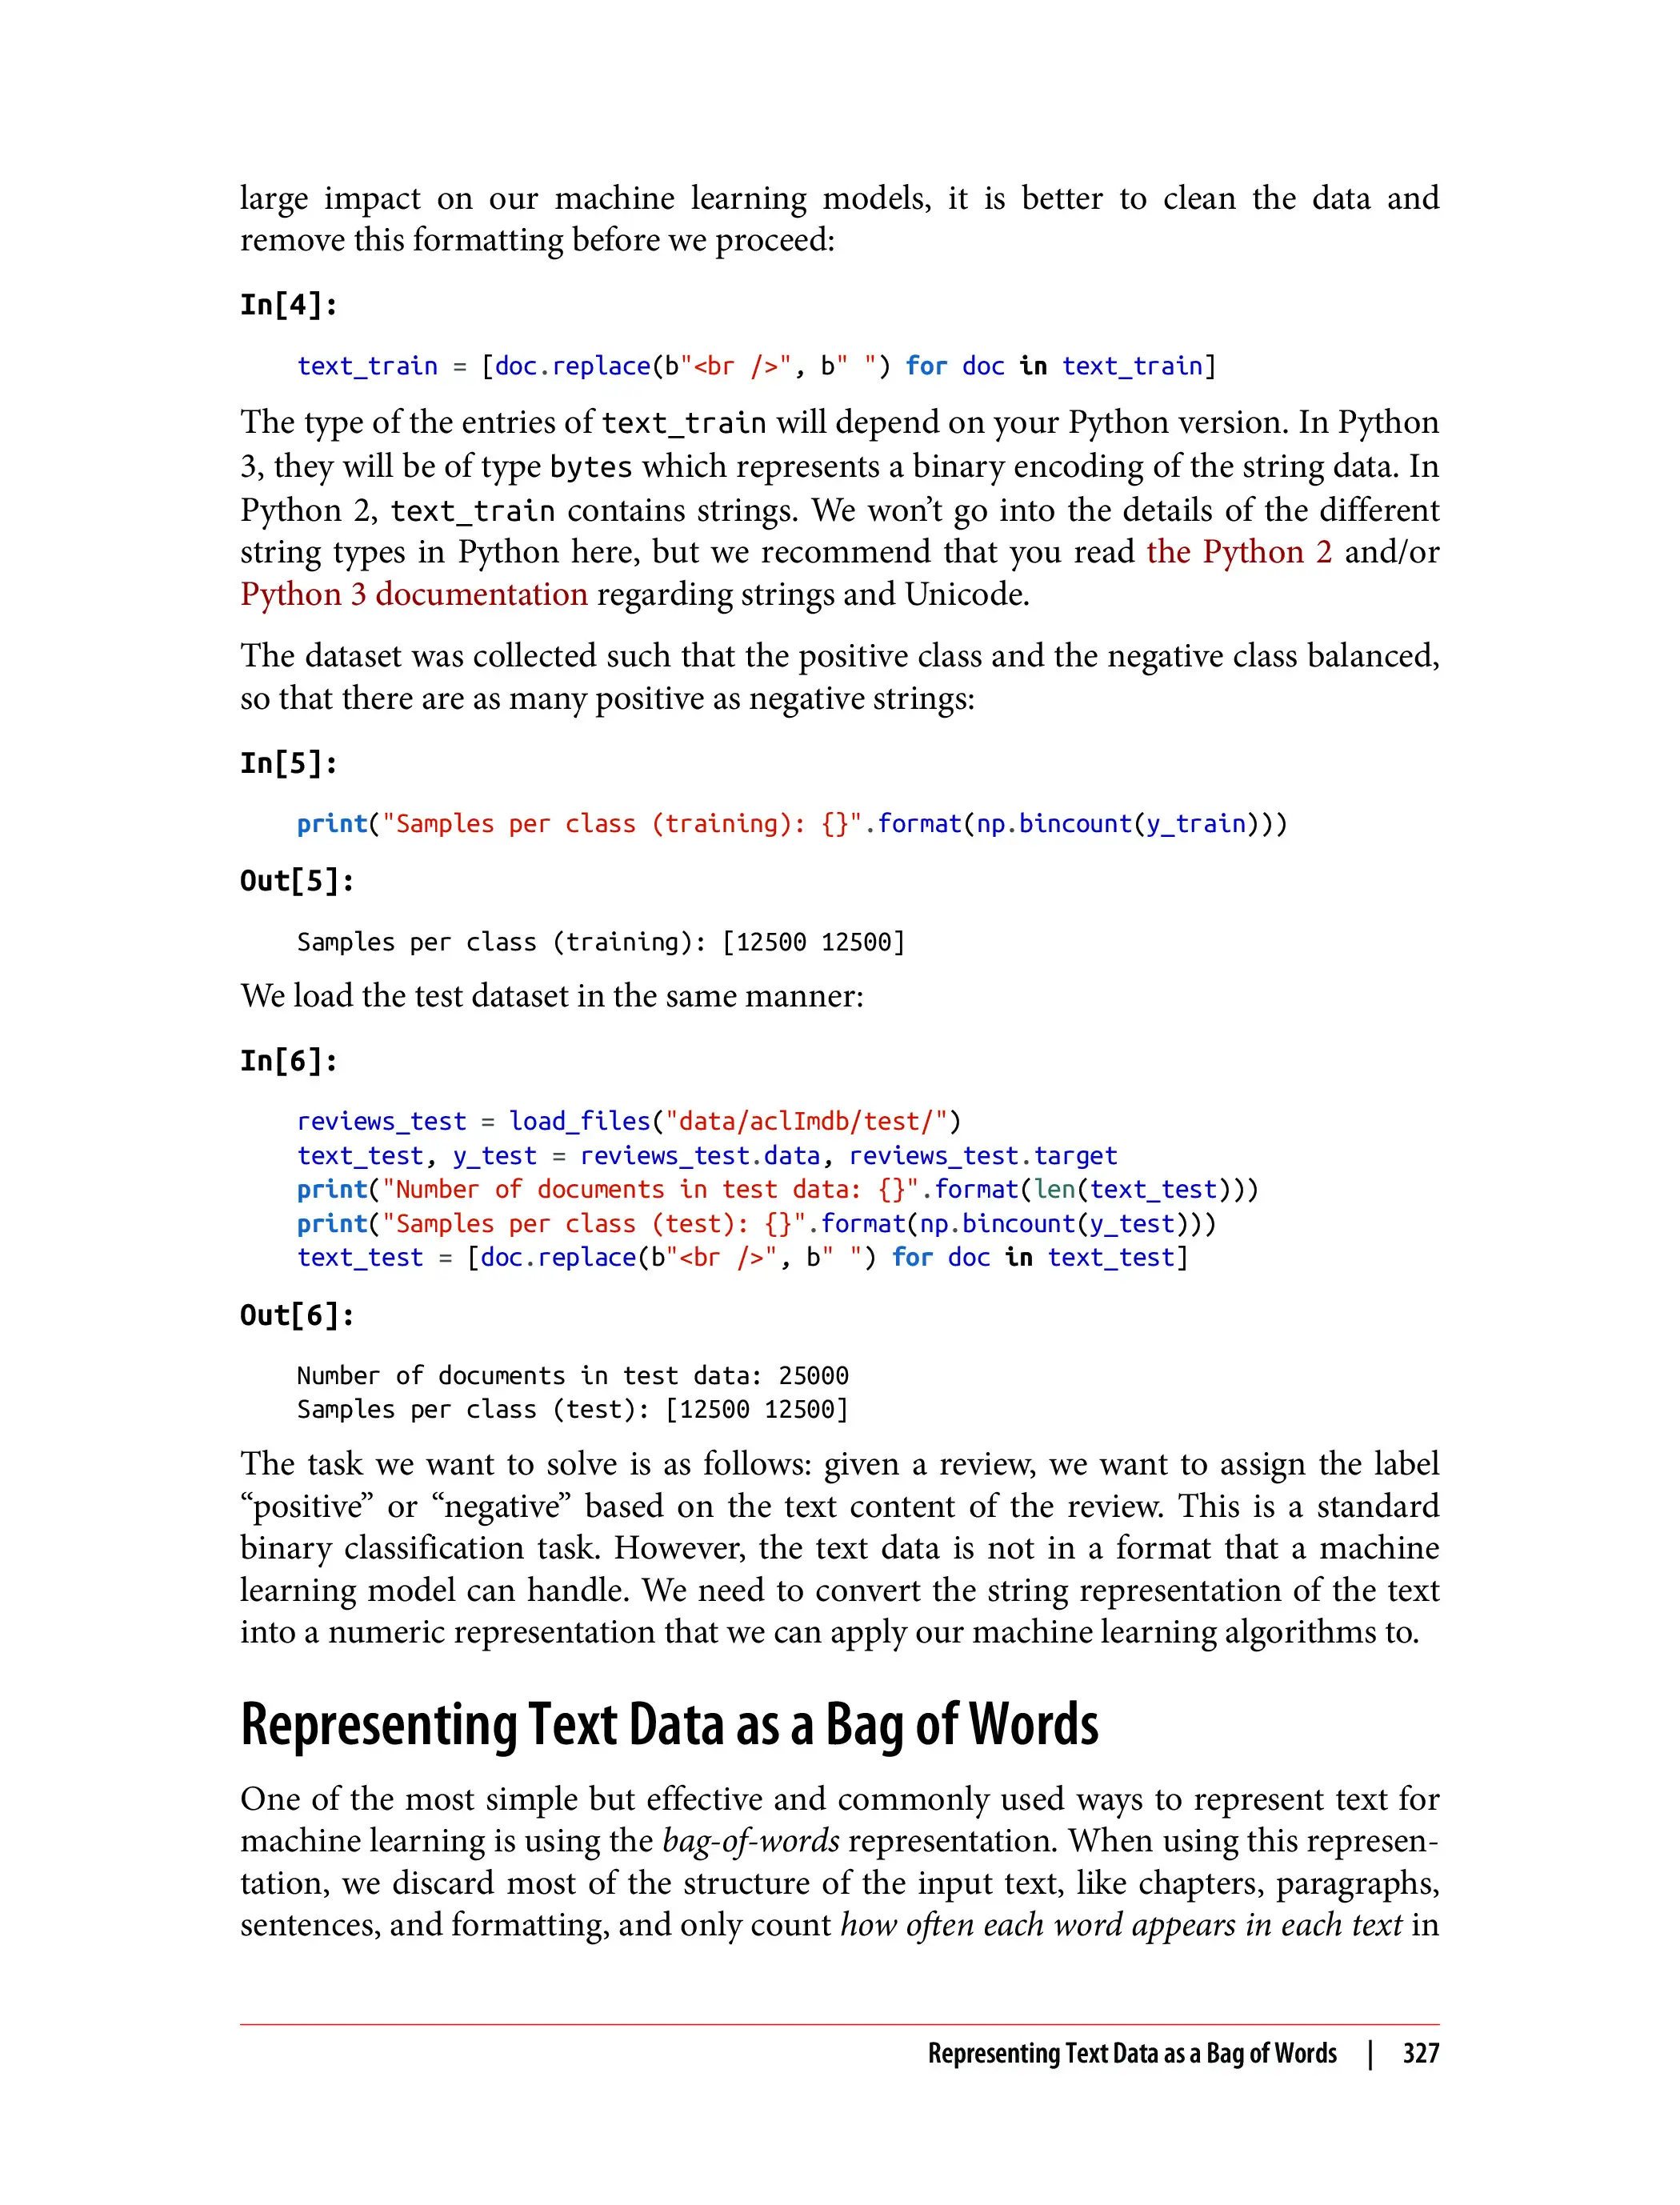 large impact on our machine learning models, it is better to clean the data and
remove this formatting before we proceed:
In[4]:
text_train = [doc.replace(b"<br />", b" ") for doc in text_train]
The type of the entries of text_train will depend on your Python version. In Python
3, they will be of type bytes which represents a binary encoding of the string data. In
Python 2, text_train contains strings. We won’t go into the details of the different
string types in Python here, but we recommend that you read the Python 2 and/or
Python 3 documentation regarding strings and Unicode.
The dataset was collected such that the positive class and the negative class balanced,
so that there are as many positive as negative strings:
In[5]:
print("Samples per class (training): {}".format(np.bincount(y_train)))
Out[5]:
Samples per class (training): [12500 12500]
We load the test dataset in the same manner:
In[6]:
reviews_test = load_files("data/aclImdb/test/")
text_test, y_test = reviews_test.data, reviews_test.target
print("Number of documents in test data: {}".format(len(text_test)))
print("Samples per class (test): {}".format(np.bincount(y_test)))
text_test = [doc.replace(b"<br />", b" ") for doc in text_test]
Out[6]:
Number of documents in test data: 25000
Samples per class (test): [12500 12500]
The task we want to solve is as follows: given a review, we want to assign the label
“positive” or “negative” based on the text content of the review. This is a standard
binary classification task. However, the text data is not in a format that a machine
learning model can handle. We need to convert the string representation of the text
into a numeric representation that we can apply our machine learning algorithms to.
Representing Text Data as a Bag of Words
One of the most simple but effective and commonly used ways to represent text for
machine learning is using the bag-of-words representation. When using this represen-
tation, we discard most of the structure of the input text, like chapters, paragraphs,
sentences, and formatting, and only count how often each word appears in each text in
Representing Text Data as a Bag of Words | 327